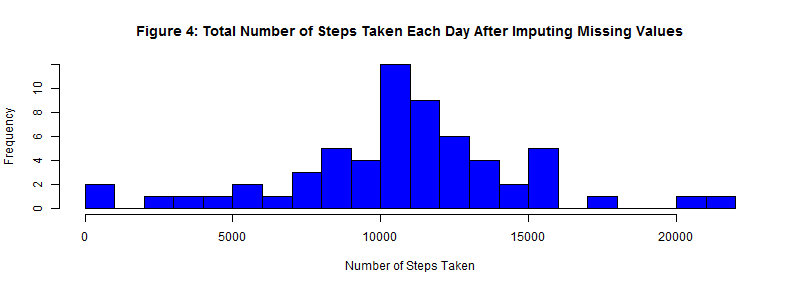 Figure 4: Total Number of Steps Taken Each Day After Imputing Missing Values
Frequency
10
8
6
4
2
0
0 5000 10000 15000 20000
Number of Steps Taken